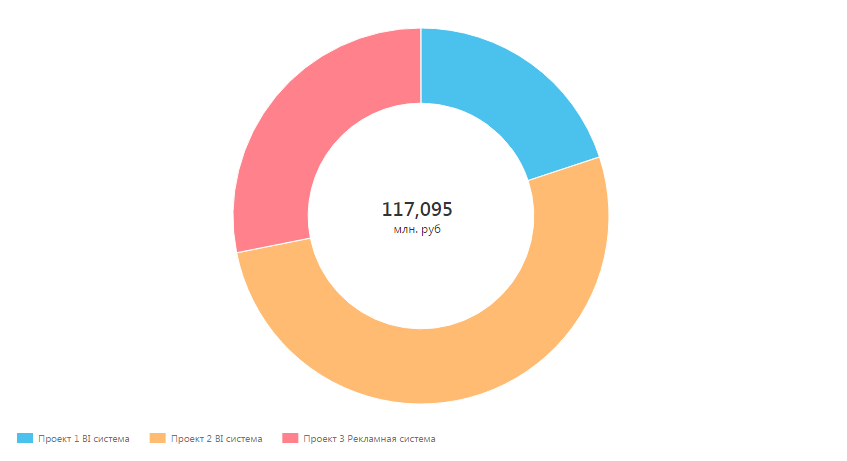 117,095
млн. руб
Проект 1 BI система
Проект 2 BI система
Проект 3 Рекламная система